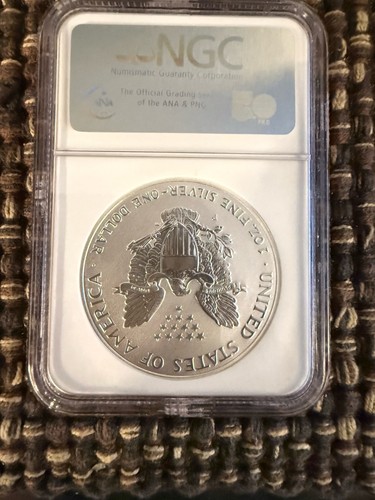 NGC
Numismatic Guaranty Corporation
The Official Grading
of the ANA & PNG
UNITED STATES OF AMERICA
1 OZ. FINE SILVER~ONE DOLLAR